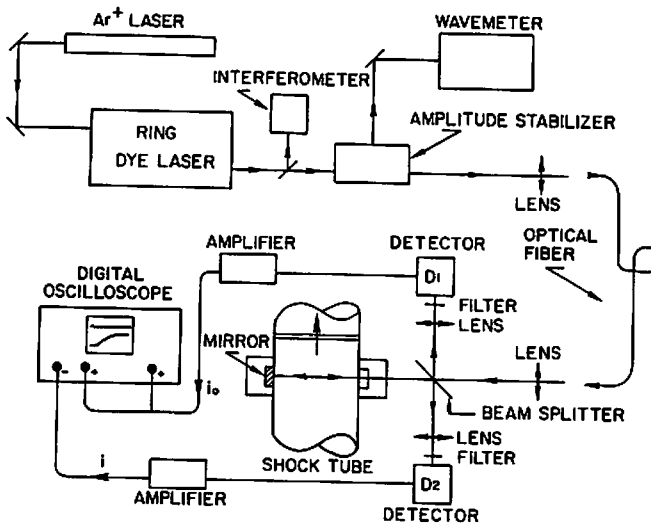 Ar+ LASER
WAVEMETER
INTERFEROMETER
AMPLITUDE STABILIZER
RING
DYE LASER
LENS
OPTICAL
FIBER
AMPLIFIER
DETECTOR
D1
DIGITAL
OSCILLOSCOPE
FILTER
LENS
MIRROR
LENS
- + +
io
BEAM SPLITTER
LENS
FILTER
SHOCK TUBE
i
AMPLIFIER
D2
DETECTOR